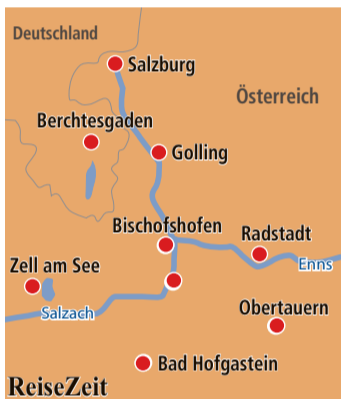 Deutschland
Salzburg
Österreich
Berchtesgaden
Golling
Bischofshofen
Radstadt
Zell am See
Enns
Salzach
Obertauern
Bad Hofgastein
ReiseZeit